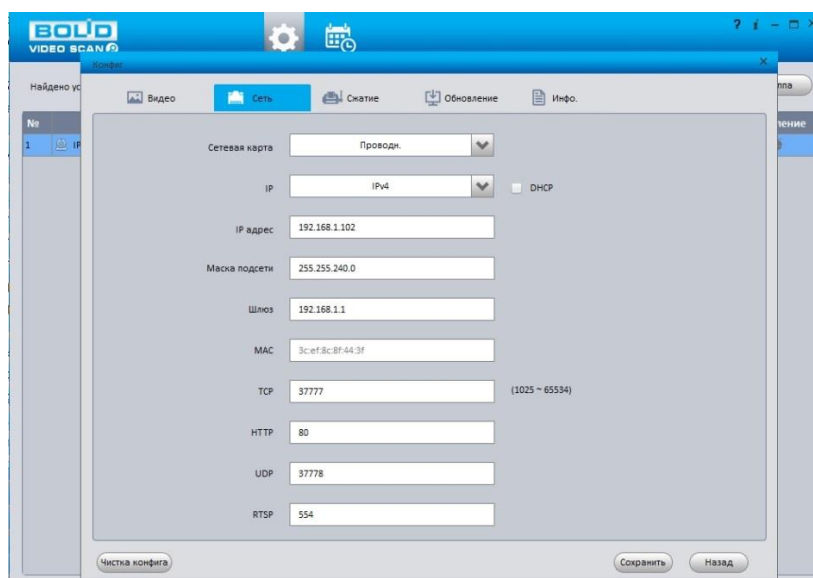 BOLID
VIDEO SCAN
? i
Конфиг
Найдено ус
ппа
Видео Сеть Сжатие Обновление Инфо.
№
ление
1 IP
Сетевая карта Проводн.
IP IPv4 DHCP
IP адрес 192.168.1.102
Маска подсети 255.255.240.0
Шлюз 192.168.1.1
MAC 3c:ef:8c:8f:44:3f
TCP 37777 (1025 ~ 65534)
HTTP 80
UDP 37778
RTSP 554
Чистка конфига Сохранить Назад